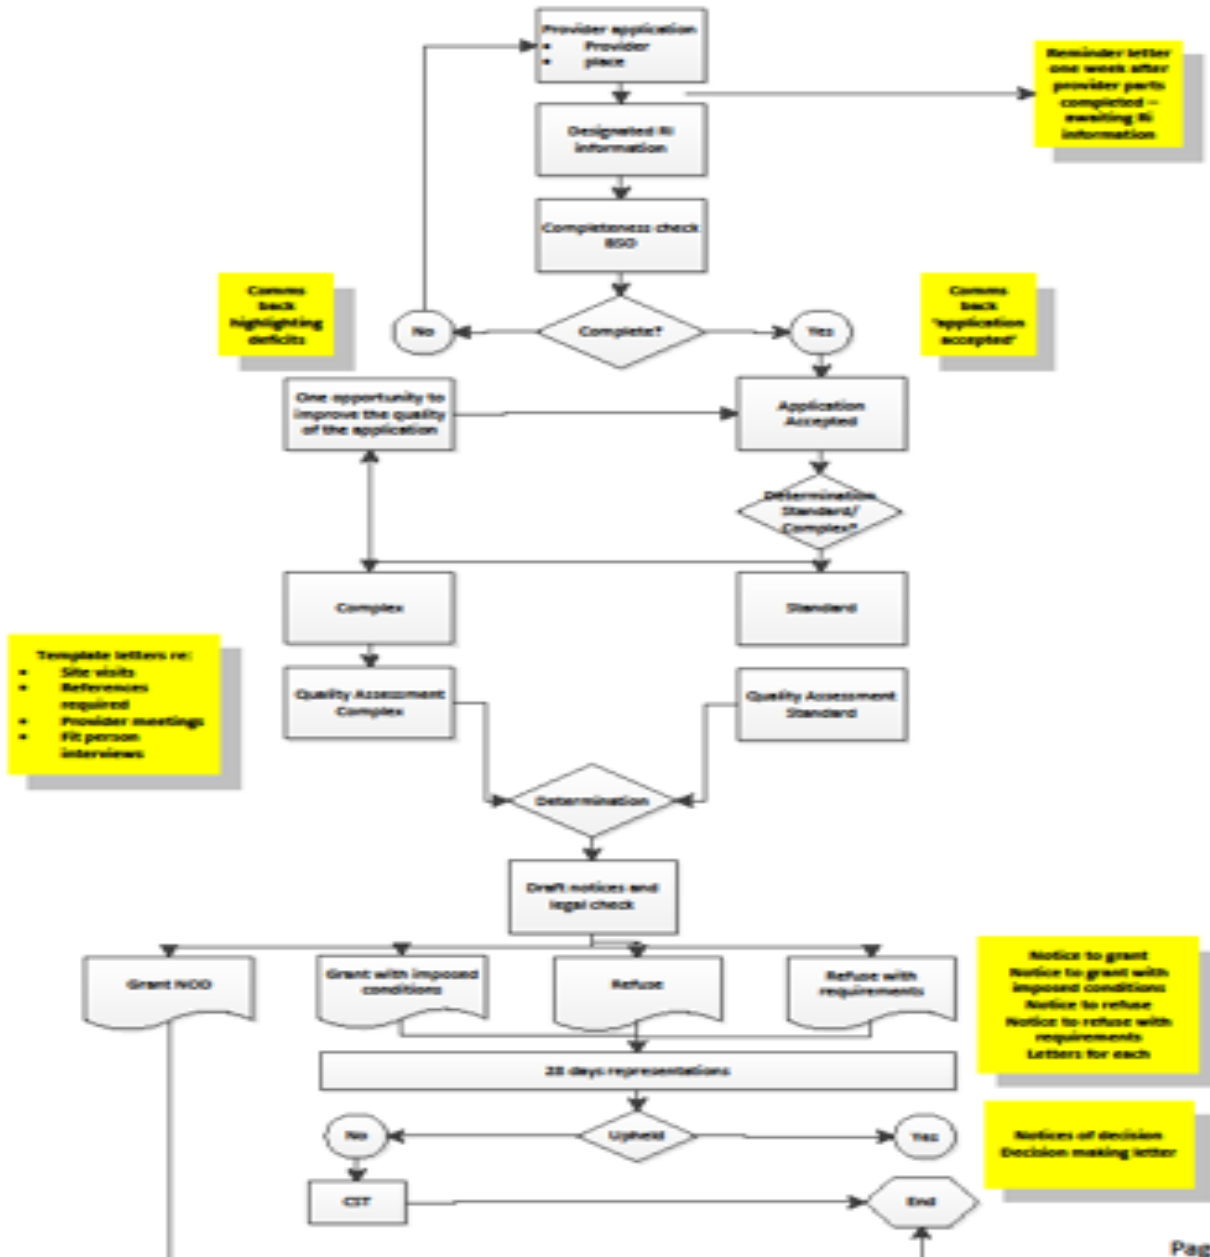 Provider application
• Provider
• place
Reminder letter
one week after
provider parts
completed –
awaiting RI
information
Designated RI
information
Completeness check
BSO
Comms
back
highlighting
deficits
No
Complete?
Yes
Comms
back
"application
accepted"
One opportunity to
improve the quality
of the application
Application
Accepted
Determination
Standard/
Complex*
Complex
Standard
Template letters re:
• Site visits
• References
required
• Provider meetings
• Fit person
interviews
Quality Assessment
Complex
Quality Assessment
Standard
Determination
Draft notices and
legal check
Grant NOD
Grant with imposed
conditions
Refuse
Refuse with
requirements
Notice to grant
Notice to grant with
imposed conditions
Notice to refuse
Notice to refuse with
requirements
Letters for each
28 days representations
No
Upheld
Yes
Notices of decision
Decision making letter
CST
End
Pag